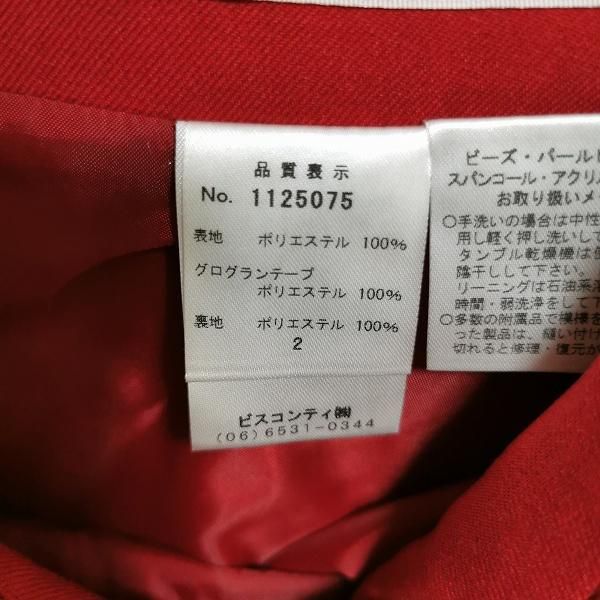 品質表示
No. 1125075
表地 ポリエステル 100%
グログランテープ
ポリエステル 100%
裏地 ポリエステル 100%
2
ビスコンティ㈱
(06)6531-0344
ビーズ・パール
スパンコール・アクリル
お取り扱いメ
○手洗いの場合は中性
用し軽く押し洗いして
タンブル乾燥機は使
陰干しして下さい。
リーニングは石油系
時間・弱洗浄をして下
○多数の附属品で模様を
った製品は、縫い付け
切れると修理・復元が